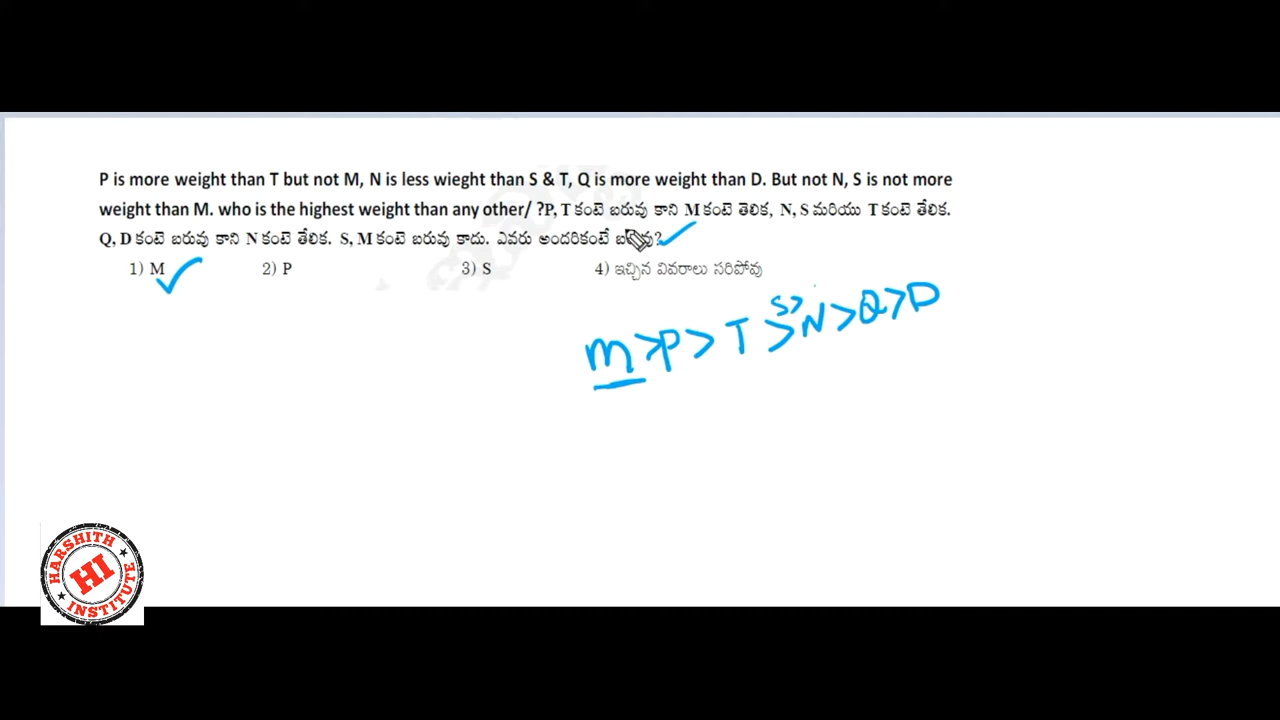 P is more weight than T but not M, N is less wieght than S & T, Q is more weight than D. But not N, S is not more
weight than M. who is the highest weight than any other/ ?P, T కంటె బరువు కాని M కంటె తెలిక, N, S మరియు T కంటె తేలిక.
Q, D కంటె బరువు కాని N కంటె తేలిక. S, M కంటె బరువు కాదు. ఎవరు అందరికంటే బరువు?
1) M 2) P 3) S 4) ఇచ్చిన వివరాలు సరిపోవు
S>
m >P > T > N > Q > D
HARSHITH
HI
INSTITUTE